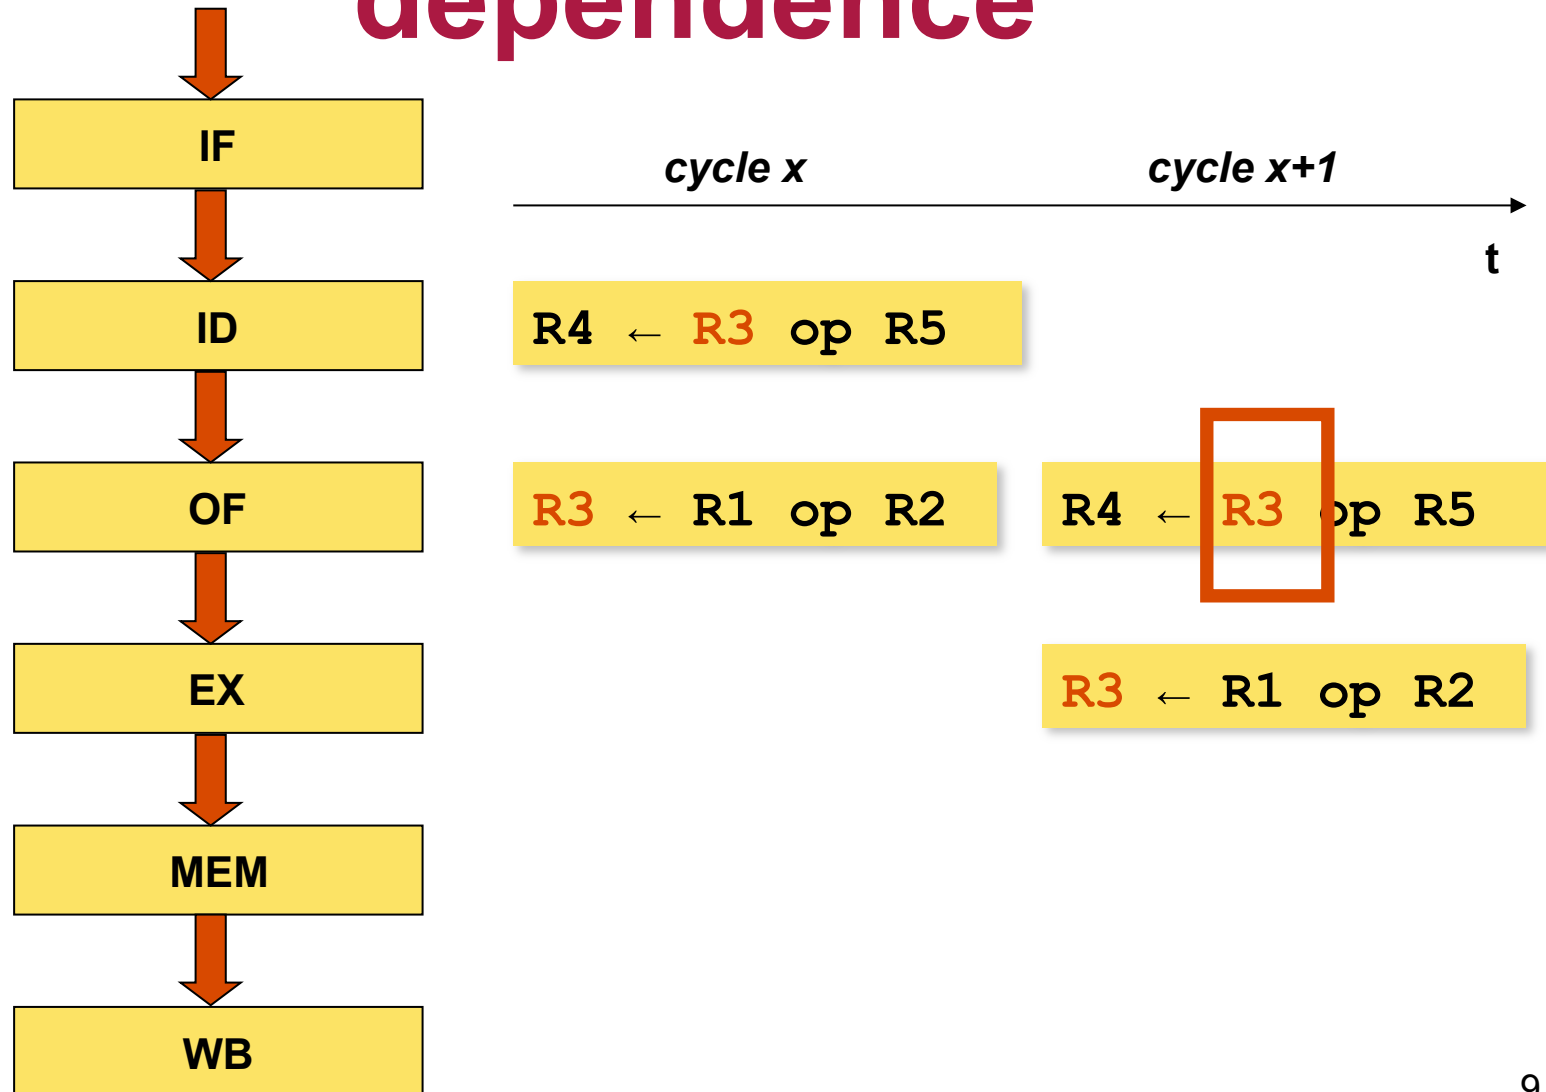 dependence
IF
cycle x cycle x+1
t
ID
R4 ← R3 op R5
OF
R3 ← R1 op R2
R4 ← R3 op R5
EX
R3 ← R1 op R2
MEM
WB
9